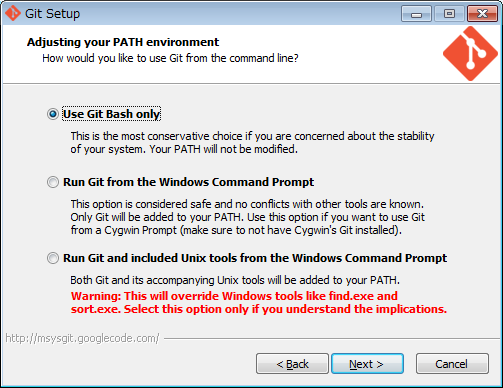 Git Setup
Adjusting your PATH environment
How would you like to use Git from the command line?
Use Git Bash only
This is the most conservative choice if you are concerned about the stability
of your system. Your PATH will not be modified.
Run Git from the Windows Command Prompt
This option is considered safe and no conflicts with other tools are known.
Only Git will be added to your PATH. Use this option if you want to use Git
from a Cygwin Prompt (make sure to not have Cygwin's Git installed).
Run Git and included Unix tools from the Windows Command Prompt
Both Git and its accompanying Unix tools will be added to your PATH.
Warning: This will override Windows tools like find.exe and
sort.exe. Select this option only if you understand the implications.
http://msysgit.googlecode.com/
< Back Next > Cancel